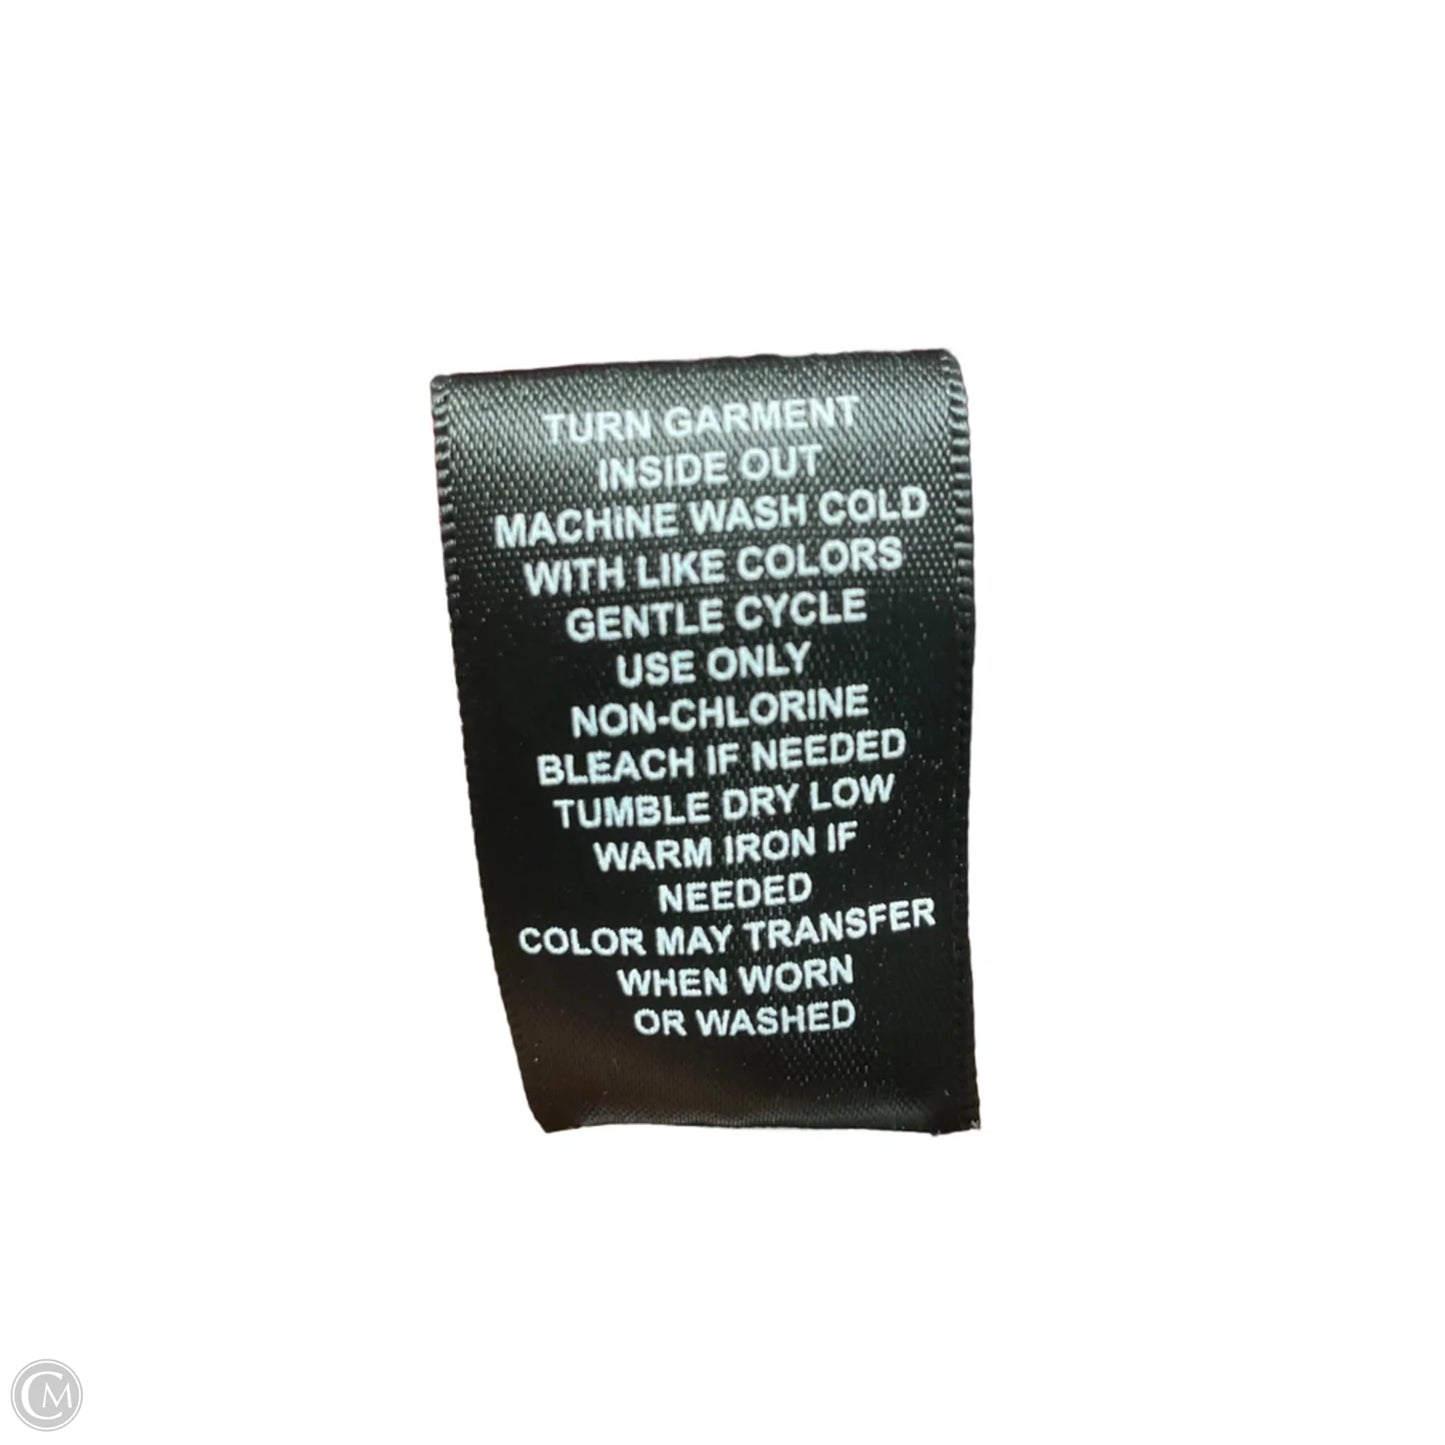 TURN GARMENT
INSIDE OUT
MACHINE WASH COLD
WITH LIKE COLORS
GENTLE CYCLE
USE ONLY
NON-CHLORINE
BLEACH IF NEEDED
TUMBLE DRY LOW
WARM IRON IF
NEEDED
COLOR MAY TRANSFER
WHEN WORN
OR WASHED
CM